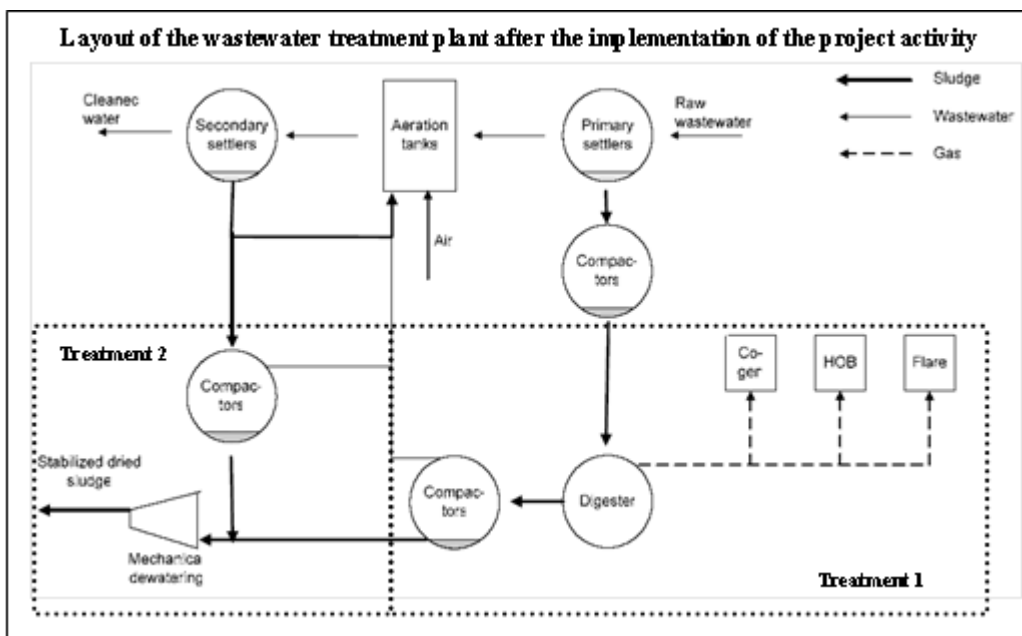 Layout of the wastewater treatment plant after the implementation of the project activity
Cleanec
water
Secondary
settlers
Aeration
tanks
Primary
settlers
Raw
wastewater
Sludge
Wastewater
Gas
Air
Compac-
tors
Treatment 2
Compac-
tors
Co-
ger
HOB
Flare
Stabilized dried
sludge
Compac-
tors
Digester
Mechanica
dewatering
Treatment 1